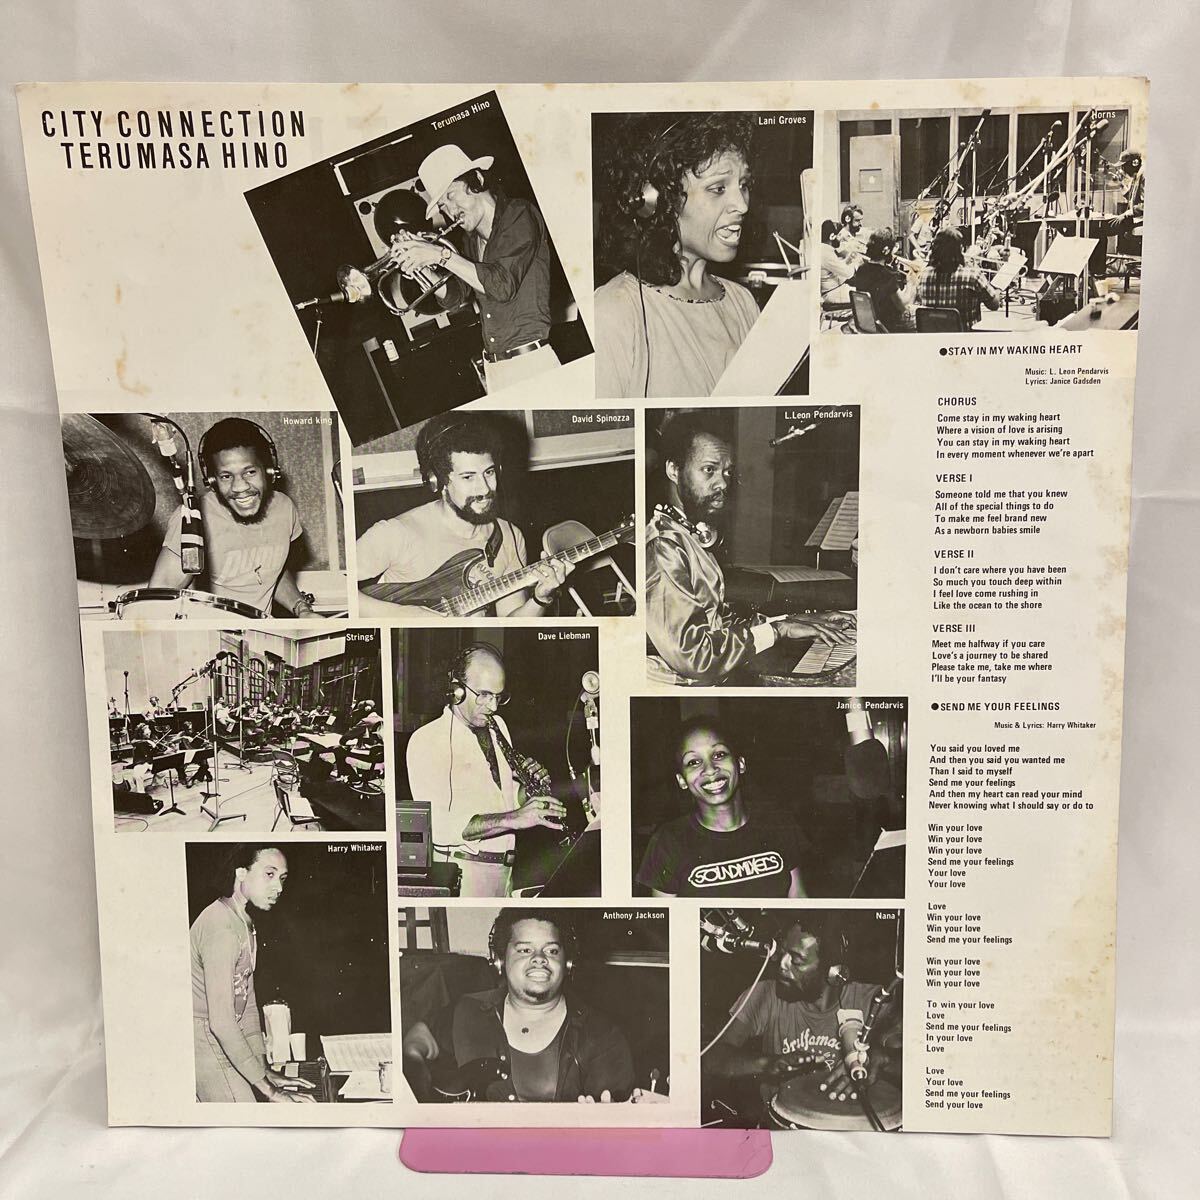 CITY CONNECTION
TERUMASA HINO
Terumasa Hino
Lani Groves
Horns
Howard king
David Spinozza
L.Leon Pendarvis
Strings
Dave Liebman
Janice Pendarvis
SOUNDMIXERS
Harry Whitaker
Anthony Jackson
Nana
●STAY IN MY WAKING HEART
Music: L. Leon Pendarvis
Lyrics: Janice Gadsden
CHORUS
Come stay in my waking heart
Where a vision of love is arising
You can stay in my waking heart
In every moment whenever we're apart
VERSE I
Someone told me that you knew
All of the special things to do
To make me feel brand new
As a newborn babies smile
VERSE II
I don't care where you have been
So much you touch deep within
I feel love come rushing in
Like the ocean to the shore
VERSE III
Meet me halfway if you care
Love's a journey to be shared
Please take me, take me where
I'll be your fantasy
●SEND ME YOUR FEELINGS
Music & Lyrics: Harry Whitaker
You said you loved me
And then you said you wanted me
Than I said to myself
Send me your feelings
And then my heart can read your mind
Never knowing what I should say or do to
Win your love
Win your love
Win your love
Send me your feelings
Your love
Your love
Love
Win your love
Win your love
Send me your feelings
Win your love
Win your love
Win your love
To win your love
Love
Send me your feelings
In your love
Love
Love
Your love
Send me your feelings
Send your love